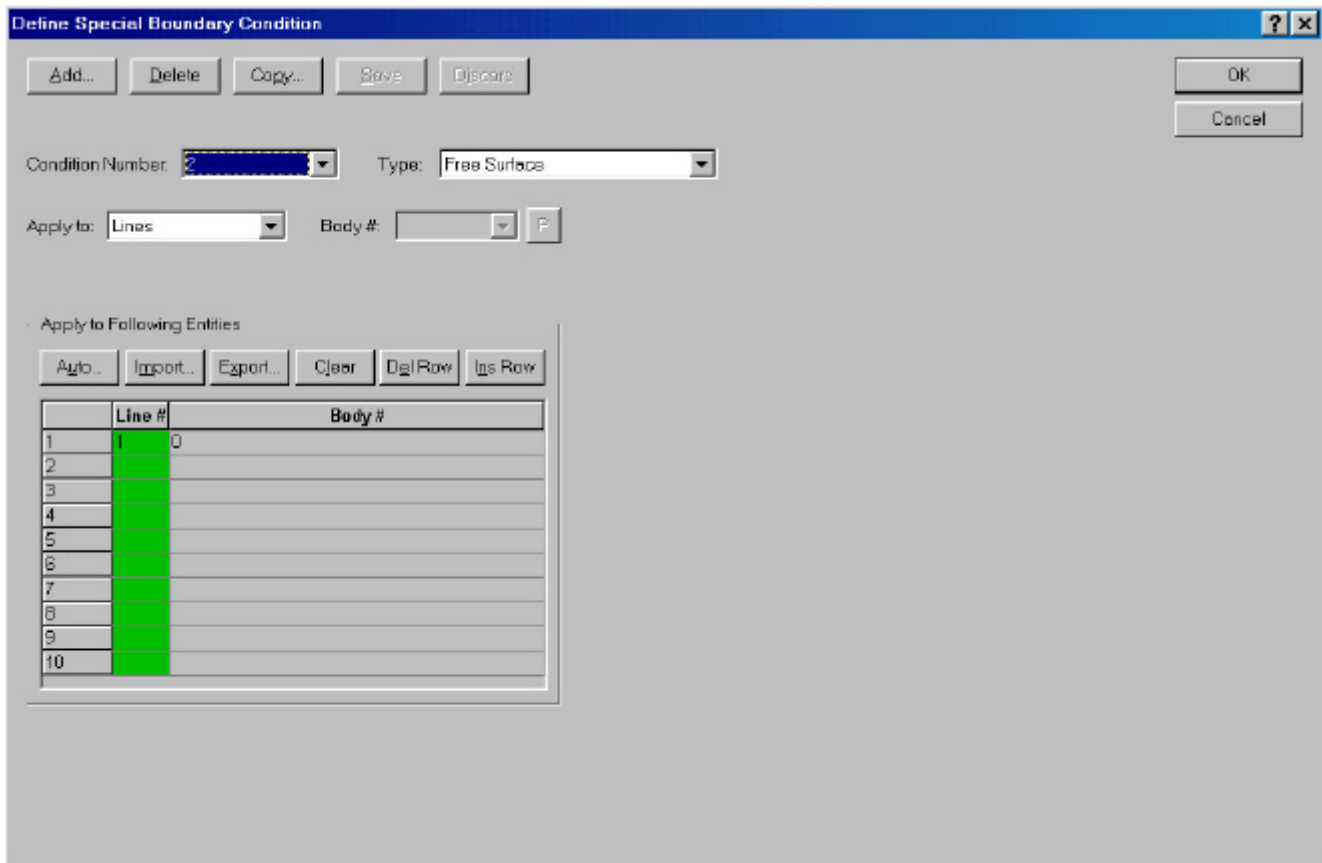 Define Special Boundary Condition
? ×
Add... Delete Copy... Save Discard OK
Cancel
Condition Number: 2 Type: Free Surface
Apply to: Lines Body #: P
Apply to Following Entities
Auto... Import... Export... Clear Del Row Ins Row
Line # Body #
1 1 0
2
3
4
5
6
7
8
9
10